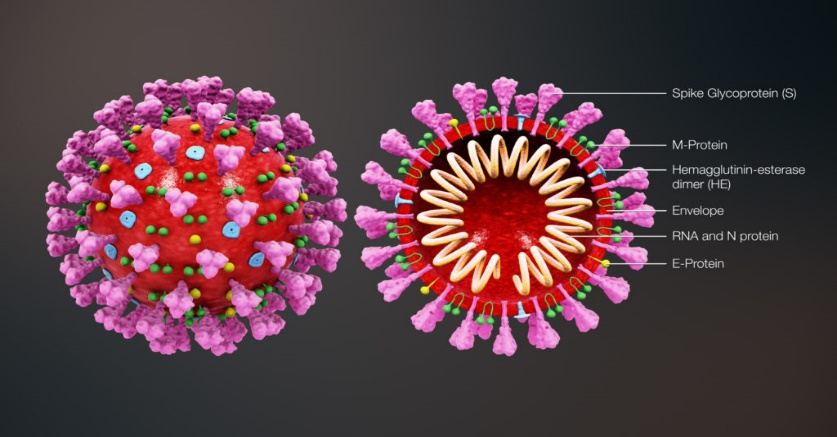 Spike Glycoprotein (S)
M-Protein
Hemagglutinin-esterase
dimer (HE)
Envelope
RNA and N protein
E-Protein